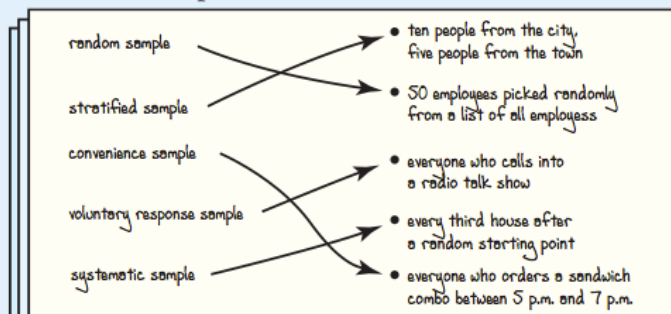 random sample
stratified sample
convenience sample
voluntary response sample
systematic sample
• ten people from the city,
five people from the town
• 50 employees picked randomly
from a list of all employess
• everyone who calls into
a radio talk show
• every third house after
a random starting point
• everyone who orders a sandwich
combo between 5 p.m. and 7 p.m.